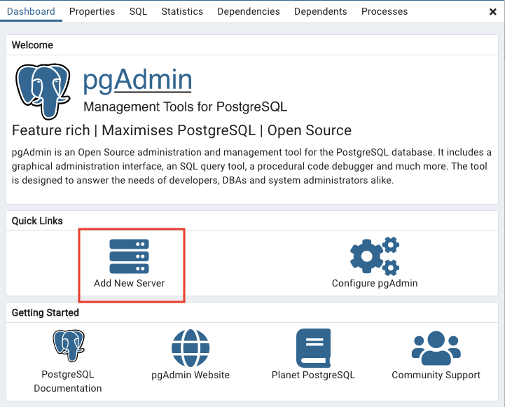 Dashboard Properties SQL Statistics Dependencies Dependents Processes
Welcome
pgAdmin
Management Tools for PostgreSQL
Feature rich | Maximises PostgreSQL | Open Source
pgAdmin is an Open Source administration and management tool for the PostgreSQL database. It includes a
graphical administration interface, an SQL query tool, a procedural code debugger and much more. The tool
is designed to answer the needs of developers, DBAs and system administrators alike.
Quick Links
Add New Server
Configure pgAdmin
Getting Started
PostgreSQL
Documentation
pgAdmin Website
Planet PostgreSQL
Community Support